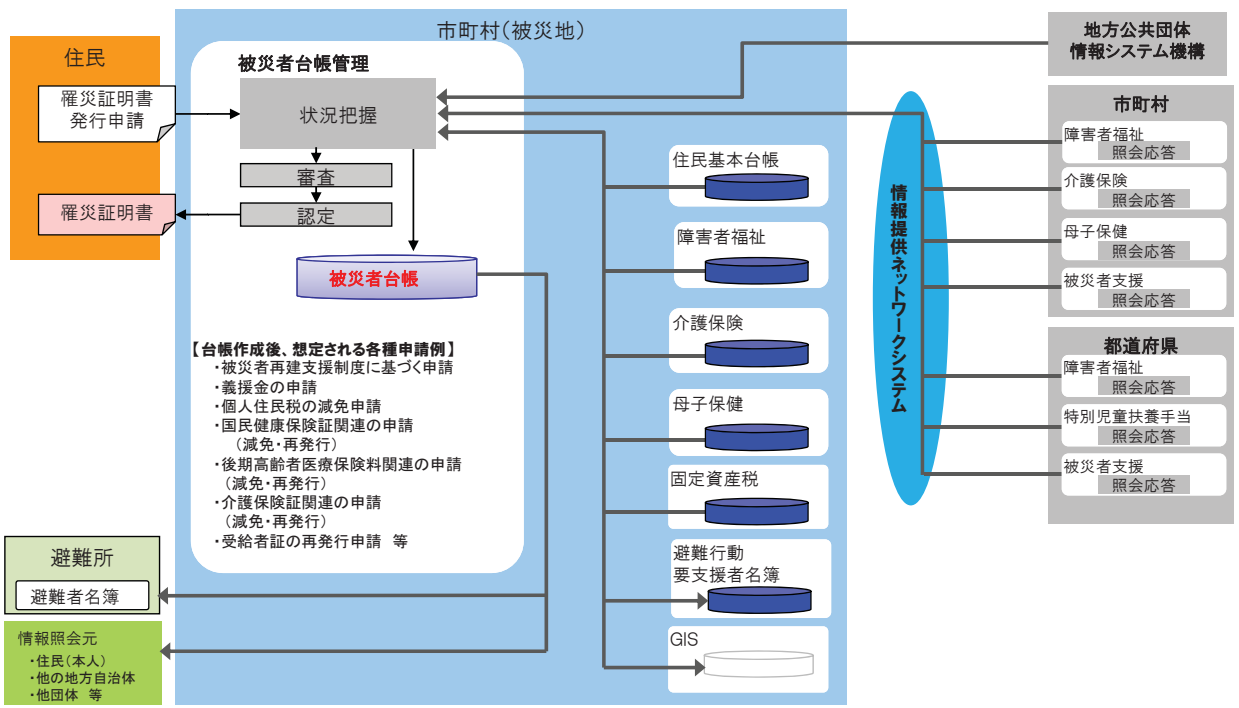 市町村(被災地)
住民
罹災証明書
発行申請
罹災証明書
被災者台帳管理
状況把握
審査
認定
被災者台帳
【台帳作成後、想定される各種申請例】
・被災者再建支援制度に基づく申請
・義援金の申請
・個人住民税の減免申請
・国民健康保険証関連の申請
(減免・再発行)
・後期高齢者医療保険料関連の申請
(減免・再発行)
・介護保険証関連の申請
(減免・再発行)
・受給者証の再発行申請 等
避難所
避難者名簿
情報照会元
・住民(本人)
・他の地方自治体
・他団体 等
住民基本台帳
障害者福祉
介護保険
母子保健
固定資産税
避難行動
要支援者名簿
GIS
情報提供ネットワークシステム
地方公共団体
情報システム機構
市町村
障害者福祉
照会応答
介護保険
照会応答
母子保健
照会応答
被災者支援
照会応答
都道府県
障害者福祉
照会応答
特別児童扶養手当
照会応答
被災者支援
照会応答